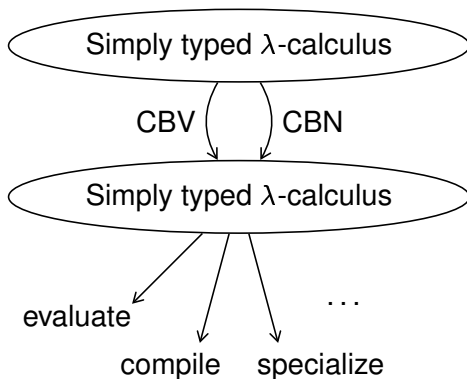 Simply typed λ-calculus
CBV CBN
Simply typed λ-calculus
...
evaluate
compile specialize